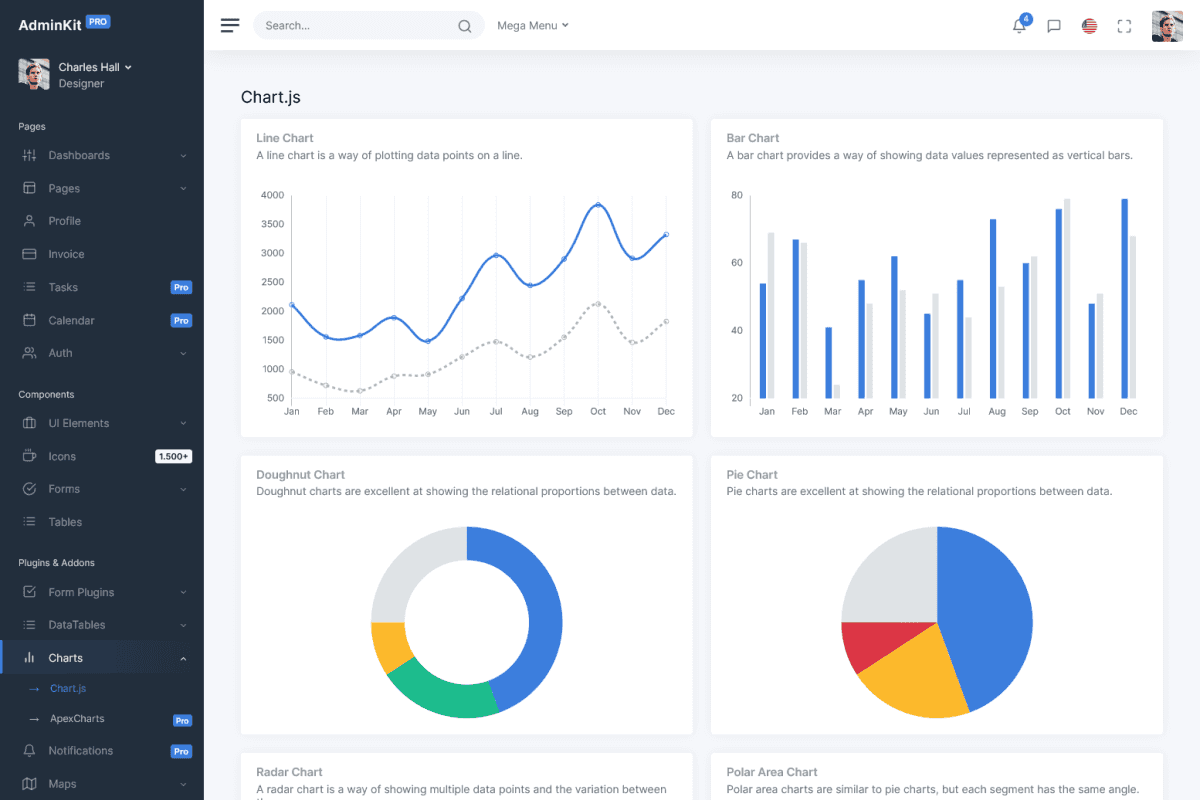 AdminKit PRO
Charles Hall
Designer
Pages
Dashboards
Pages
Profile
Invoice
Tasks Pro
Calendar Pro
Auth
Components
UI Elements
Icons 1.500+
Forms
Tables
Plugins & Addons
Form Plugins
DataTables
Charts
→ Chart.js
→ ApexCharts Pro
Notifications Pro
Maps
Search...
Mega Menu
4
Chart.js
Line Chart
A line chart is a way of plotting data points on a line.
4000
3500
3000
2500
2000
1500
1000
500
Jan Feb Mar Apr May Jun Jul Aug Sep Oct Nov Dec
Bar Chart
A bar chart provides a way of showing data values represented as vertical bars.
80
60
40
20
Jan Feb Mar Apr May Jun Jul Aug Sep Oct Nov Dec
Doughnut Chart
Doughnut charts are excellent at showing the relational proportions between data.
Pie Chart
Pie charts are excellent at showing the relational proportions between data.
Radar Chart
A radar chart is a way of showing multiple data points and the variation between
Polar Area Chart
Polar area charts are similar to pie charts, but each segment has the same angle.